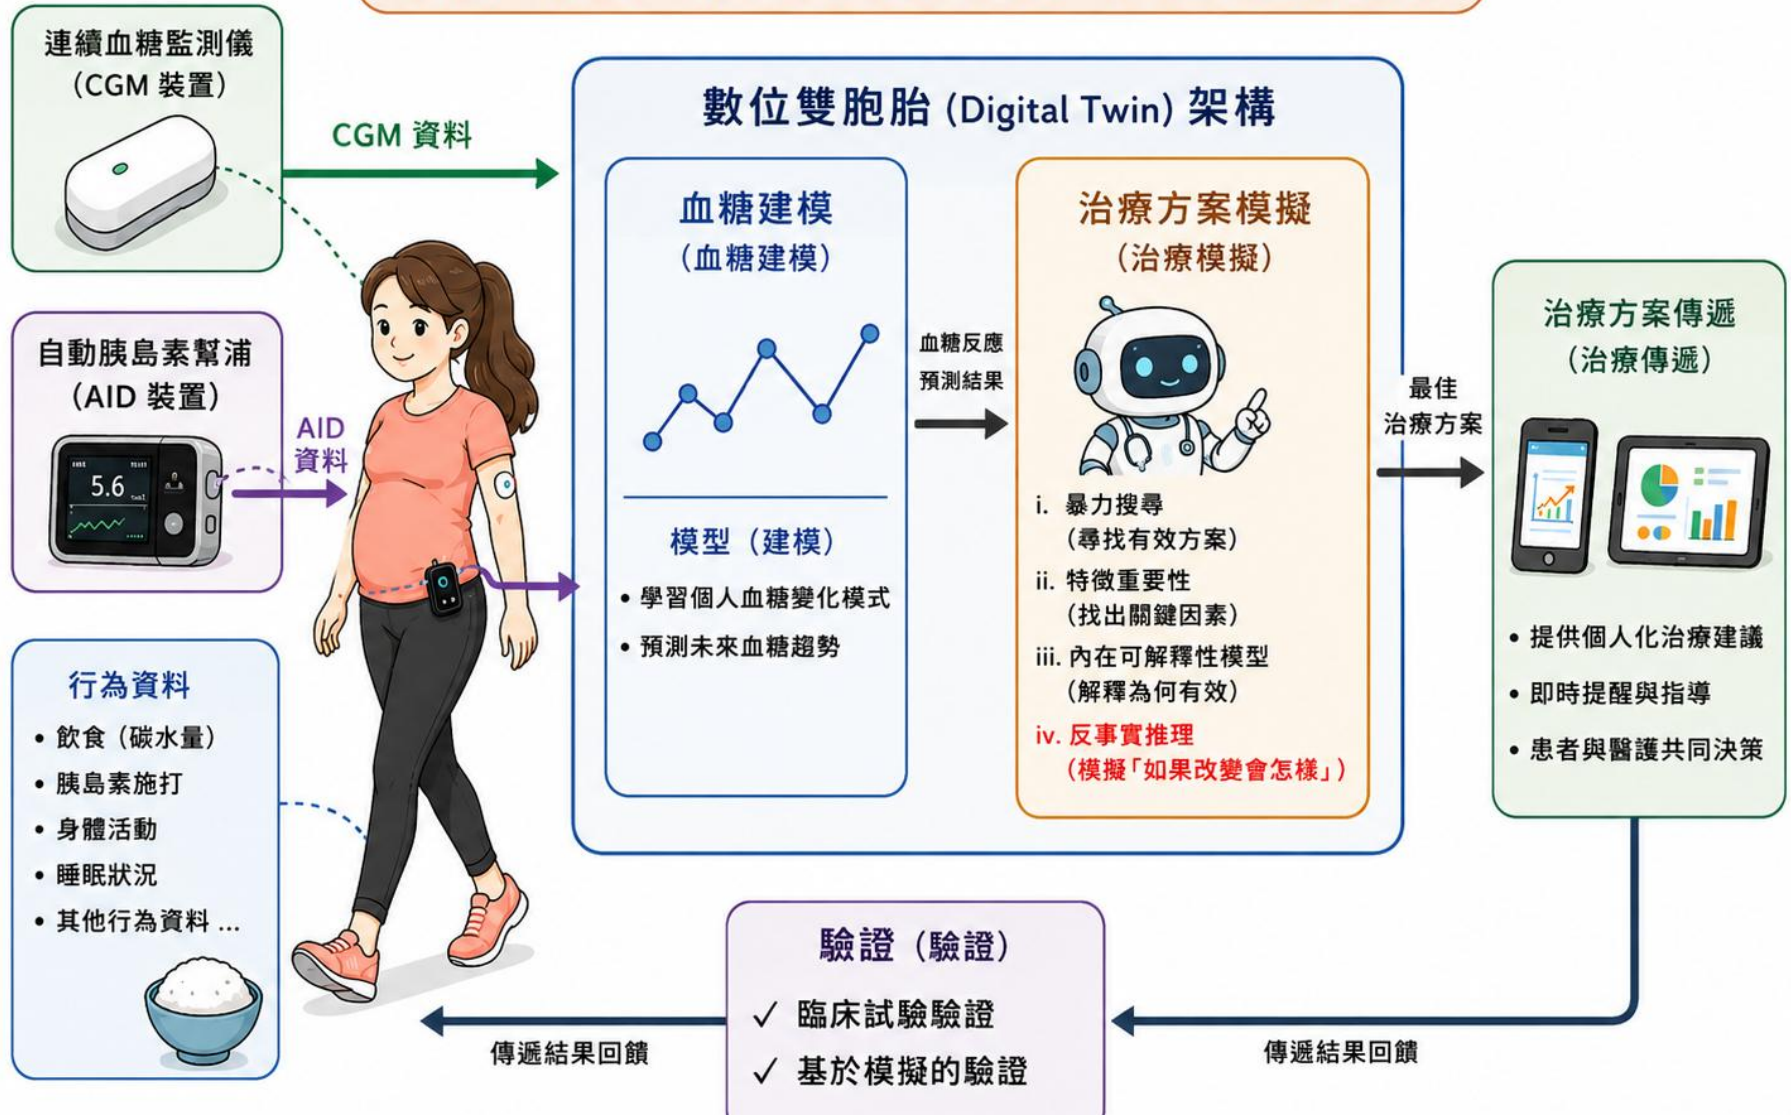 連續血糖監測儀
(CGM 裝置)
CGM 資料
自動胰島素幫浦
(AID 裝置)
5.6
AID
資料
行為資料
• 飲食（碳水量）
• 胰島素施打
• 身體活動
• 睡眠狀況
• 其他行為資料 ...
數位雙胞胎 (Digital Twin) 架構
血糖建模
（血糖建模）
模型（建模）
• 學習個人血糖變化模式
• 預測未來血糖趨勢
血糖反應
預測結果
治療方案模擬
（治療模擬）
i. 暴力搜尋
（尋找有效方案）
ii. 特徵重要性
（找出關鍵因素）
iii. 內在可解釋性模型
（解釋為何有效）
iv. 反事實推理
（模擬「如果改變會怎樣」）
最佳
治療方案
治療方案傳遞
（治療傳遞）
• 提供個人化治療建議
• 即時提醒與指導
• 患者與醫護共同決策
驗證（驗證）
✓ 臨床試驗驗證
✓ 基於模擬的驗證
傳遞結果回饋
傳遞結果回饋